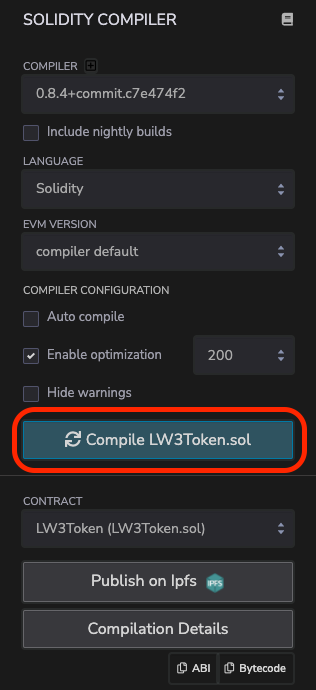 SOLIDITY COMPILER
COMPILER
0.8.4+commit.c7e474f2
Include nightly builds
LANGUAGE
Solidity
EVM VERSION
compiler default
COMPILER CONFIGURATION
Auto compile
Enable optimization 200
Hide warnings
Compile LW3Token.sol
CONTRACT
LW3Token (LW3Token.sol)
Publish on Ipfs IPFS
Compilation Details
ABI Bytecode